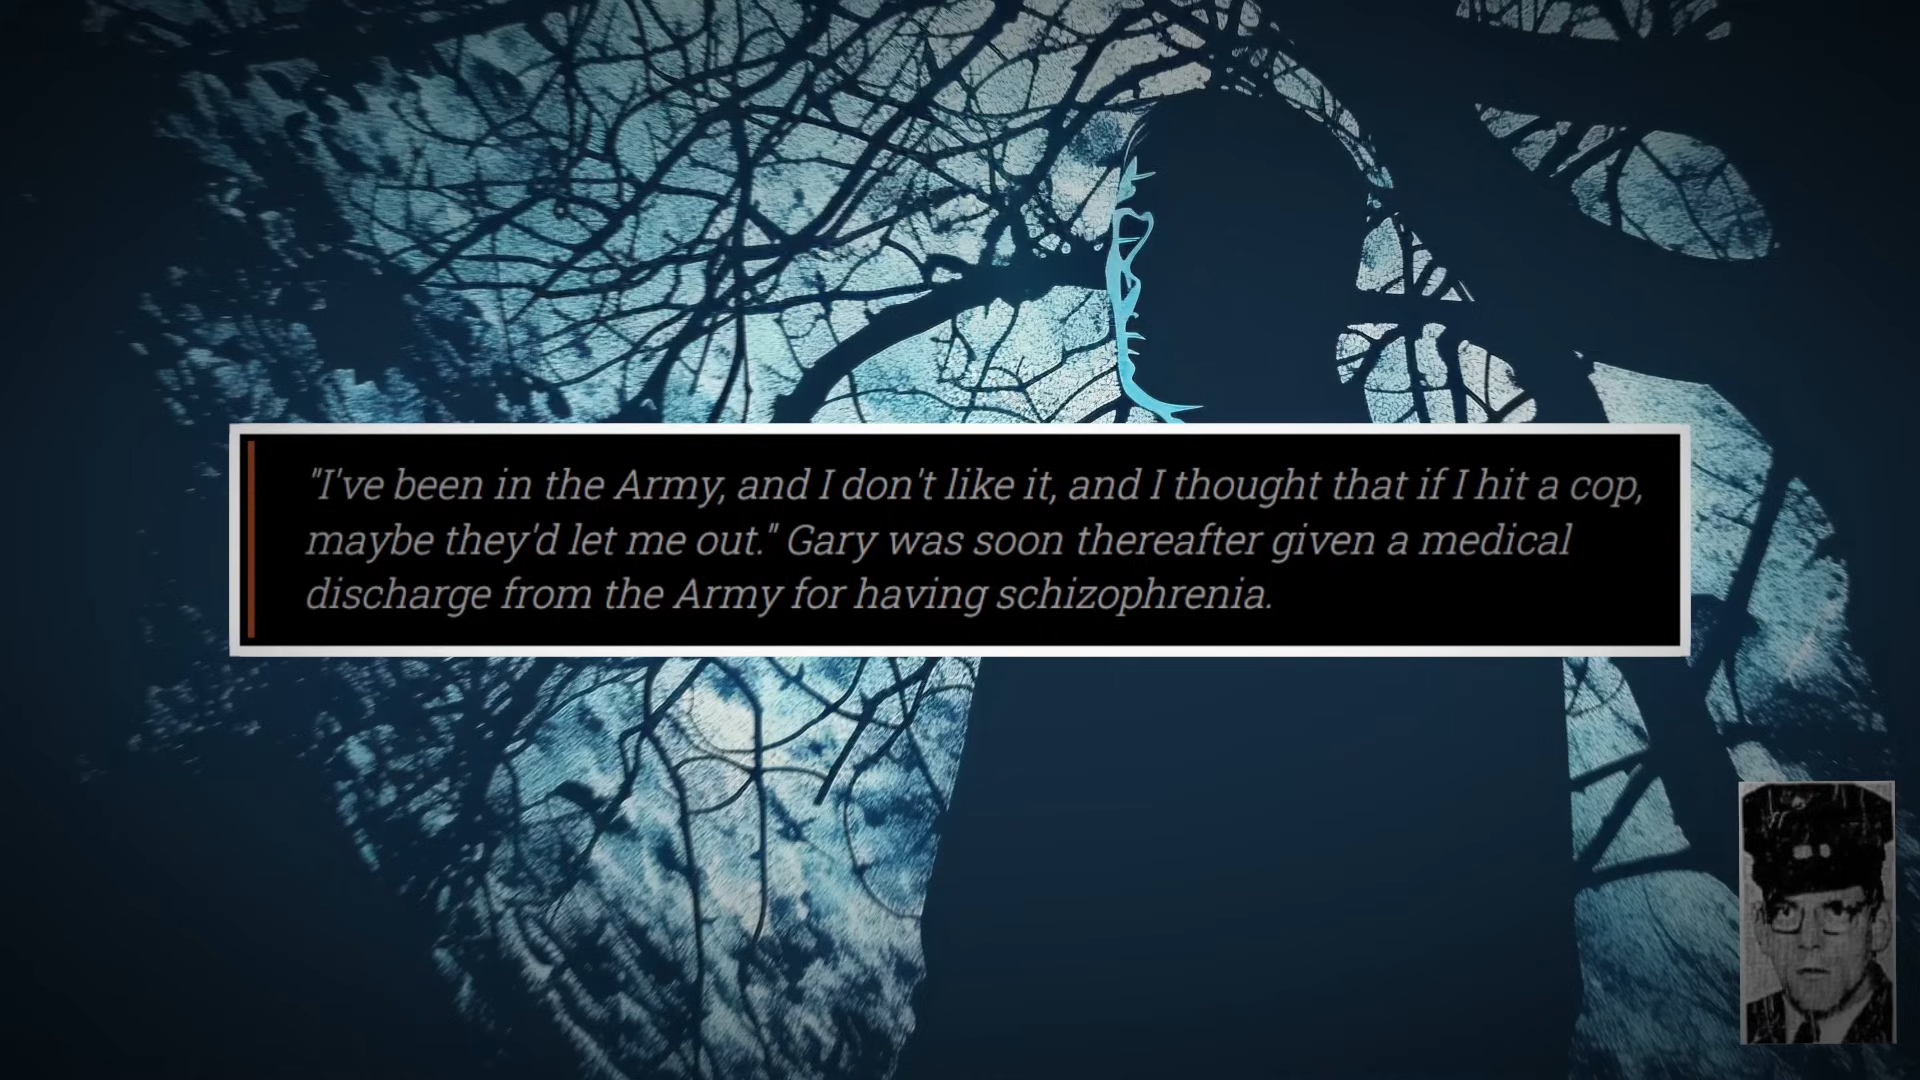 "I've been in the Army, and I don't like it, and I thought that if I hit a cop,
maybe they'd let me out." Gary was soon thereafter given a medical
discharge from the Army for having schizophrenia.